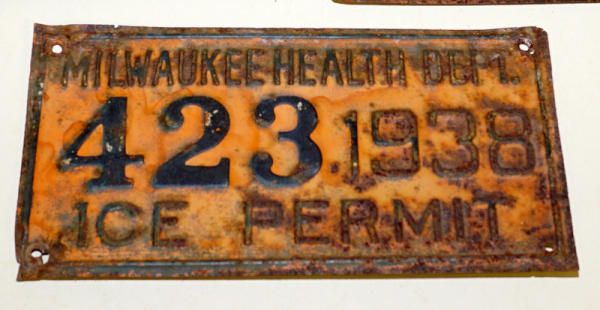 MILWAUKEE HEALTH DEPT.
423 1938
ICE PERMIT